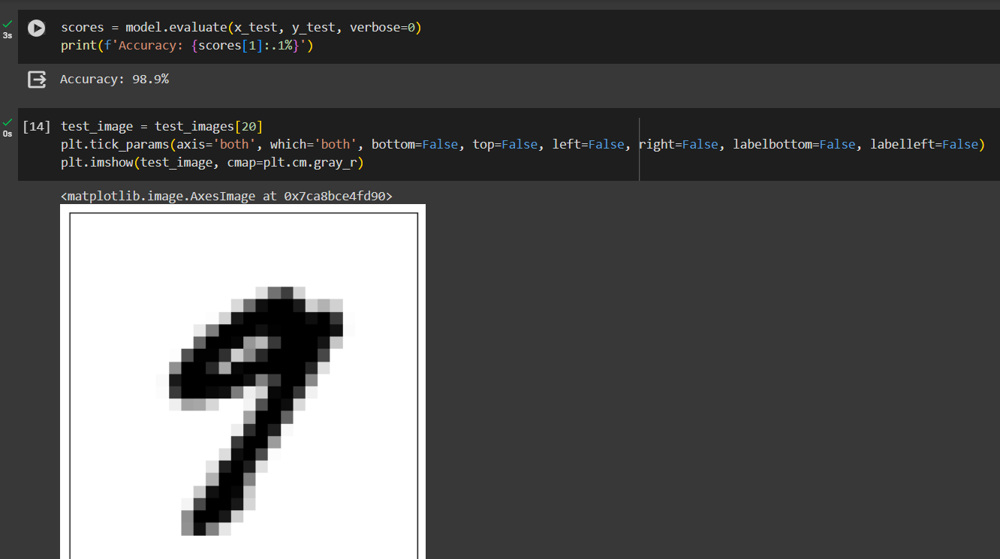 3s
scores = model.evaluate(x_test, y_test, verbose=0)
print(f'Accuracy: {scores[1]:.1%}')
Accuracy: 98.9%
0s
[14] test_image = test_images[20]
plt.tick_params(axis='both', which='both', bottom=False, top=False, left=False, right=False, labelbottom=False, labelleft=False)
plt.imshow(test_image, cmap=plt.cm.gray_r)
<matplotlib.image.AxesImage at 0x7ca8bce4fd90>
9